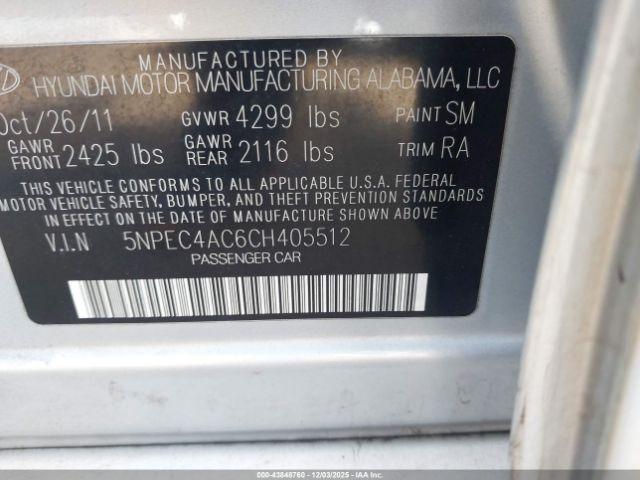 MANUFACTURED BY
HYUNDAI MOTOR MANUFACTURING ALABAMA, LLC
Oct/26/11 GVWR 4299 lbs PAINT SM
GAWR FRONT 2425 lbs GAWR REAR 2116 lbs TRIM RA
THIS VEHICLE CONFORMS TO ALL APPLICABLE U.S.A. FEDERAL
MOTOR VEHICLE SAFETY, BUMPER, AND THEFT PREVENTION STANDARDS
IN EFFECT ON THE DATE OF MANUFACTURE SHOWN ABOVE.
V.I.N 5NPEC4AC6CH405512
PASSENGER CAR
000-43848760 • 12/03/2025 • IAAI.COM